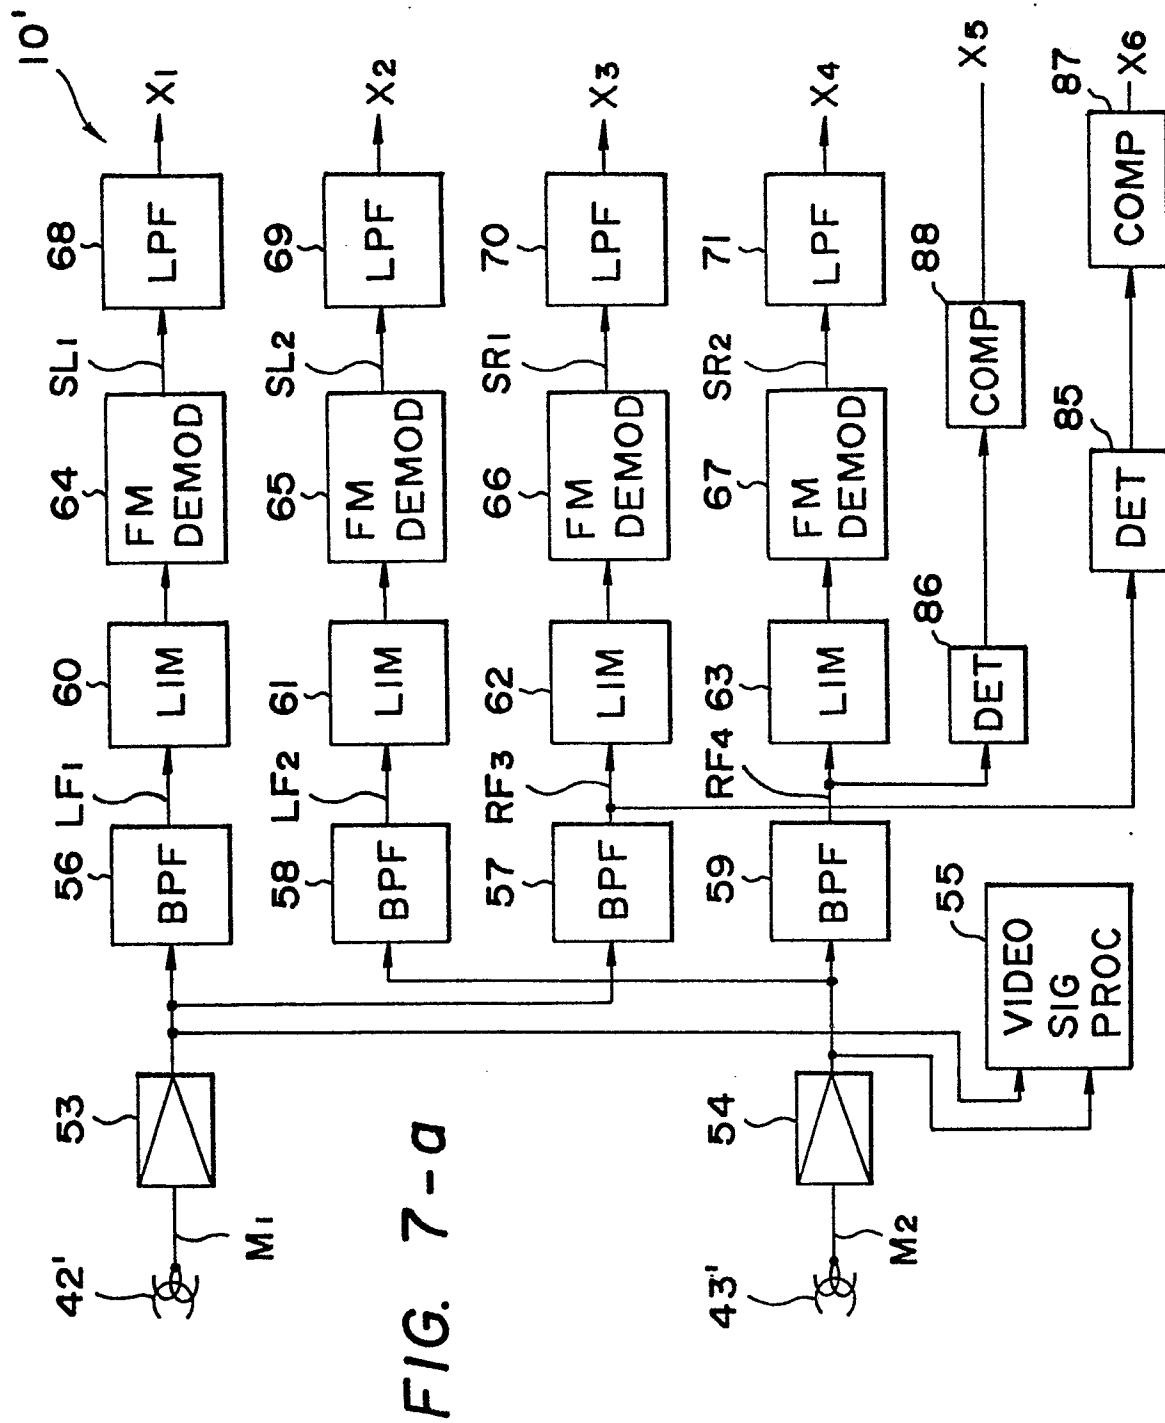 FIG. 7-a
10'
42'
M1
53
56
BPF
LF1
60
LIM
64
FM
DEMOD
SL1
68
LPF
X1
58
BPF
LF2
61
LIM
65
FM
DEMOD
SL2
69
LPF
X2
57
BPF
RF3
62
LIM
66
FM
DEMOD
SR1
70
LPF
X3
43'
M2
54
59
BPF
RF4
63
LIM
67
FM
DEMOD
SR2
71
LPF
X4
55
VIDEO
SIG
PROC
86
DET
88
COMP
X5
85
DET
87
COMP
X6